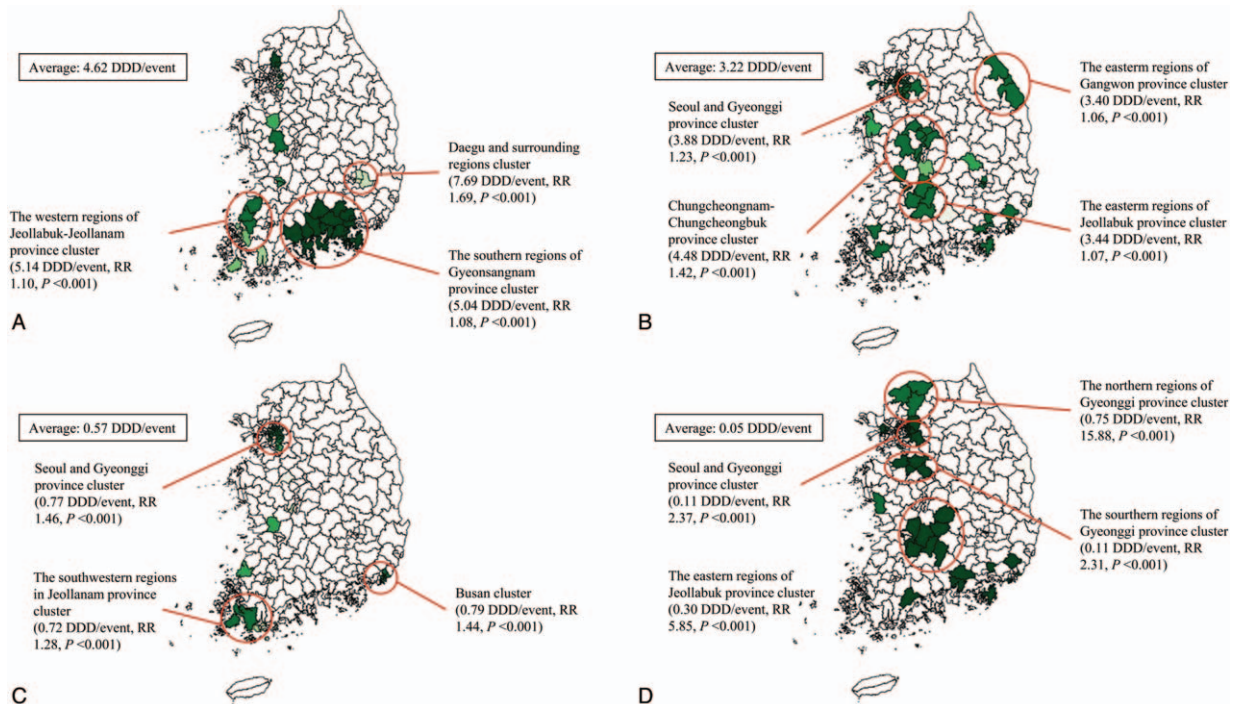 Average: 4.62 DDD/event
Daegu and surrounding
regions cluster
(7.69 DDD/event, RR
1.69, P <0.001)
The western regions of
Jeollabuk-Jeollanam
province cluster
(5.14 DDD/event, RR
1.10, P <0.001)
The southern regions of
Gyeonsangnam
province cluster
(5.04 DDD/event, RR
1.08, P <0.001)
A
Average: 3.22 DDD/event
The eastern regions of
Gangwon province cluster
(3.40 DDD/event, RR
1.06, P <0.001)
Seoul and Gyeonggi
province cluster
(3.88 DDD/event, RR
1.23, P <0.001)
Chungcheongnam-
Chungcheongbuk
province cluster
(4.48 DDD/event, RR
1.42, P <0.001)
The eastern regions of
Jeollabuk province cluster
(3.44 DDD/event, RR
1.07, P <0.001)
B
Average: 0.57 DDD/event
Seoul and Gyeonggi
province cluster
(0.77 DDD/event, RR
1.46, P <0.001)
The southwestern regions
in Jeollanam province
cluster
(0.72 DDD/event, RR
1.28, P <0.001)
Busan cluster
(0.79 DDD/event, RR
1.44, P <0.001)
C
Average: 0.05 DDD/event
The northern regions of
Gyeonggi province cluster
(0.75 DDD/event, RR
15.88, P <0.001)
Seoul and Gyeonggi
province cluster
(0.11 DDD/event, RR
2.37, P <0.001)
The sourthern regions of
Gyeonggi province cluster
(0.11 DDD/event, RR
2.31, P <0.001)
The eastern regions of
Jeollabuk province cluster
(0.30 DDD/event, RR
5.85, P <0.001)
D